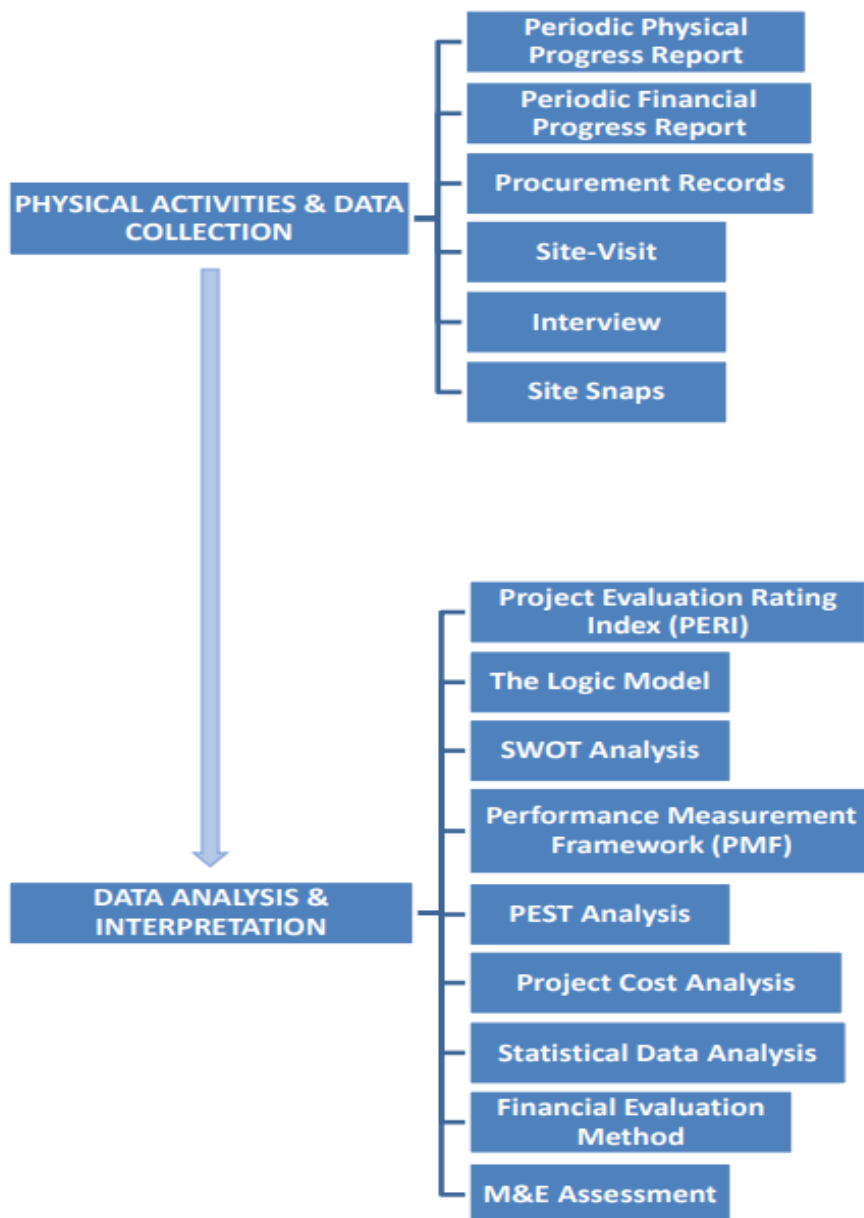 Periodic Physical
Progress Report
Periodic Financial
Progress Report
Procurement Records
PHYSICAL ACTIVITIES & DATA
COLLECTION
Site-Visit
Interview
Site Snaps
Project Evaluation Rating
Index (PERI)
The Logic Model
SWOT Analysis
Performance Measurement
Framework (PMF)
DATA ANALYSIS &
INTERPRETATION
PEST Analysis
Project Cost Analysis
Statistical Data Analysis
Financial Evaluation
Method
M&E Assessment